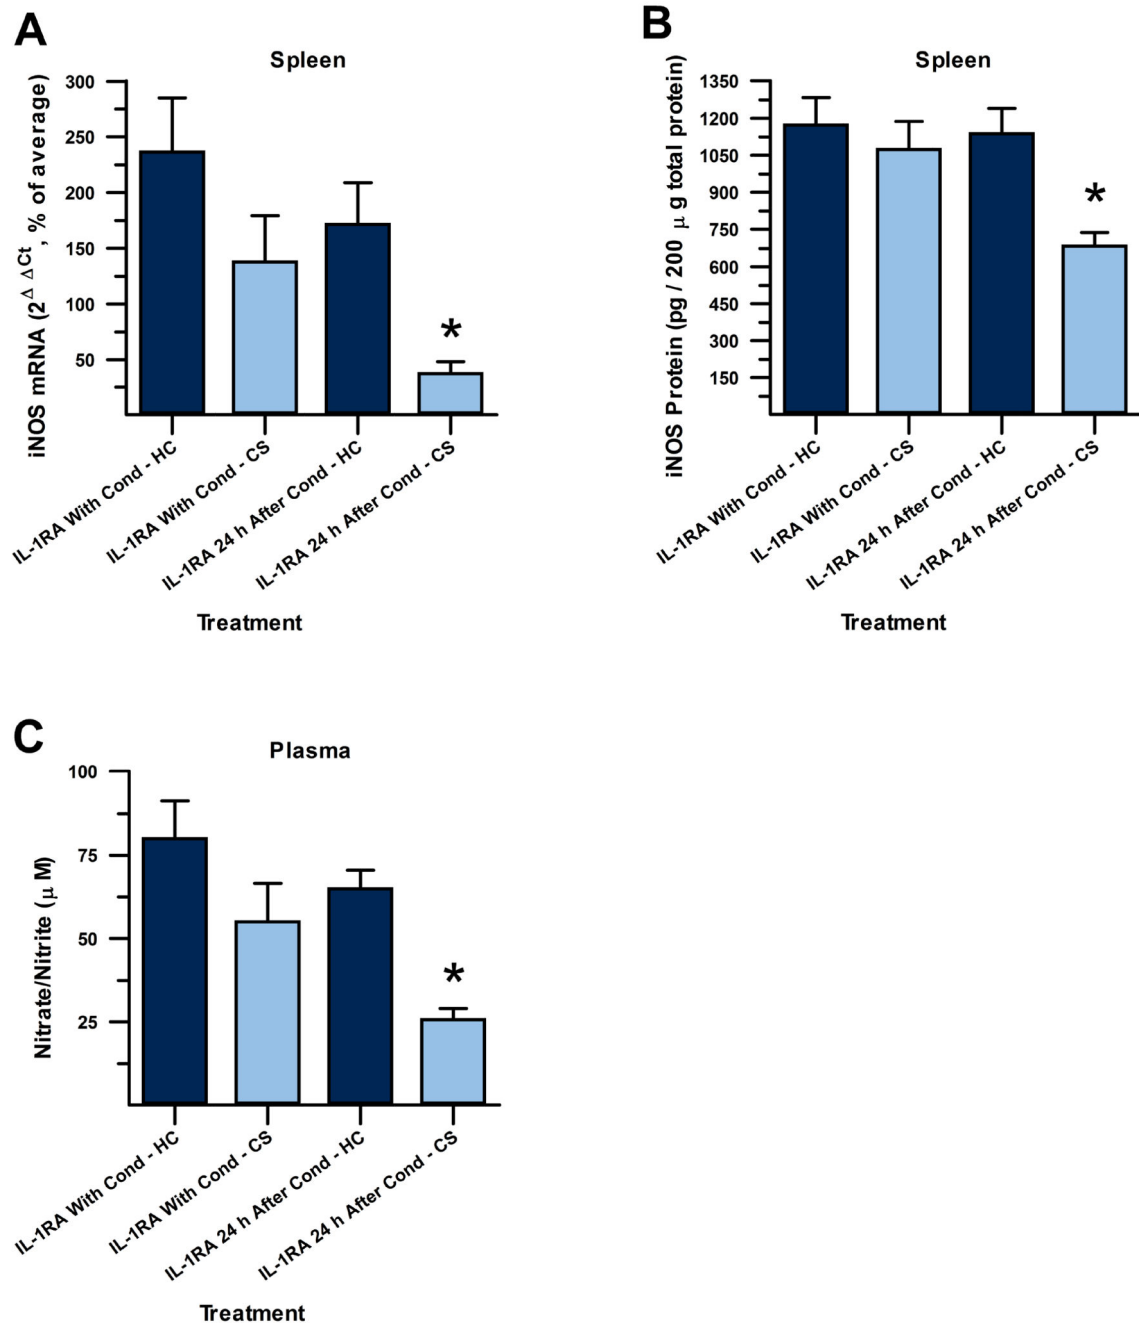 A
Spleen
iNOS mRNA (2^Δ ΔCt, % of average)
300
250
200
150
100
50
*
IL-1RA With Cond - HC
IL-1RA With Cond - CS
IL-1RA 24 h After Cond - HC
IL-1RA 24 h After Cond - CS
Treatment
B
Spleen
iNOS Protein (pg / 200 μ g total protein)
1350
1200
1050
900
750
600
450
300
150
*
IL-1RA With Cond - HC
IL-1RA With Cond - CS
IL-1RA 24 h After Cond - HC
IL-1RA 24 h After Cond - CS
Treatment
C
Plasma
Nitrate/Nitrite (μ M)
100
75
50
25
*
IL-1RA With Cond - HC
IL-1RA With Cond - CS
IL-1RA 24 h After Cond - HC
IL-1RA 24 h After Cond - CS
Treatment